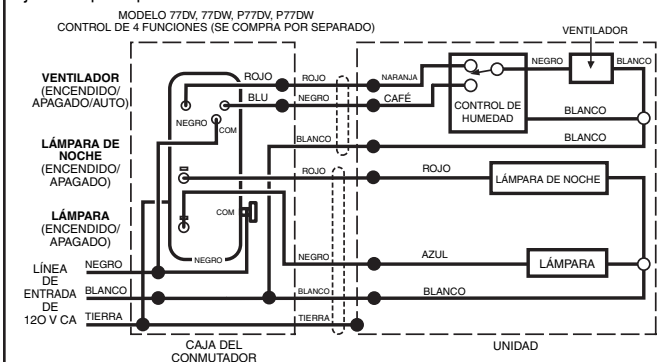 MODELO 77DV, 77DW, P77DV, P77DW
CONTROL DE 4 FUNCIONES (SE COMPRA POR SEPARADO)
VENTILADOR
VENTILADOR
(ENCENDIDO/
APAGADO/AUTO)
ROJO
ROJO
NARANJA
NEGRO
BLANCO
BLU
NEGRO
CAFÉ
NEGRO
COM
CONTROL DE
HUMEDAD
BLANCO
BLANCO
BLANCO
LÁMPARA DE
NOCHE
(ENCENDIDO/
APAGADO)
ROJO
ROJO
LÁMPARA DE NOCHE
LÁMPARA
(ENCENDIDO/
APAGADO)
COM
NEGRO
NEGRO
AZUL
LÁMPARA
LÍNEA
DE
ENTRADA
DE
12O V CA
NEGRO
BLANCO
BLANCO
BLANCO
TIERRA
TIERRA
CAJA DEL
CONMUTADOR
UNIDAD